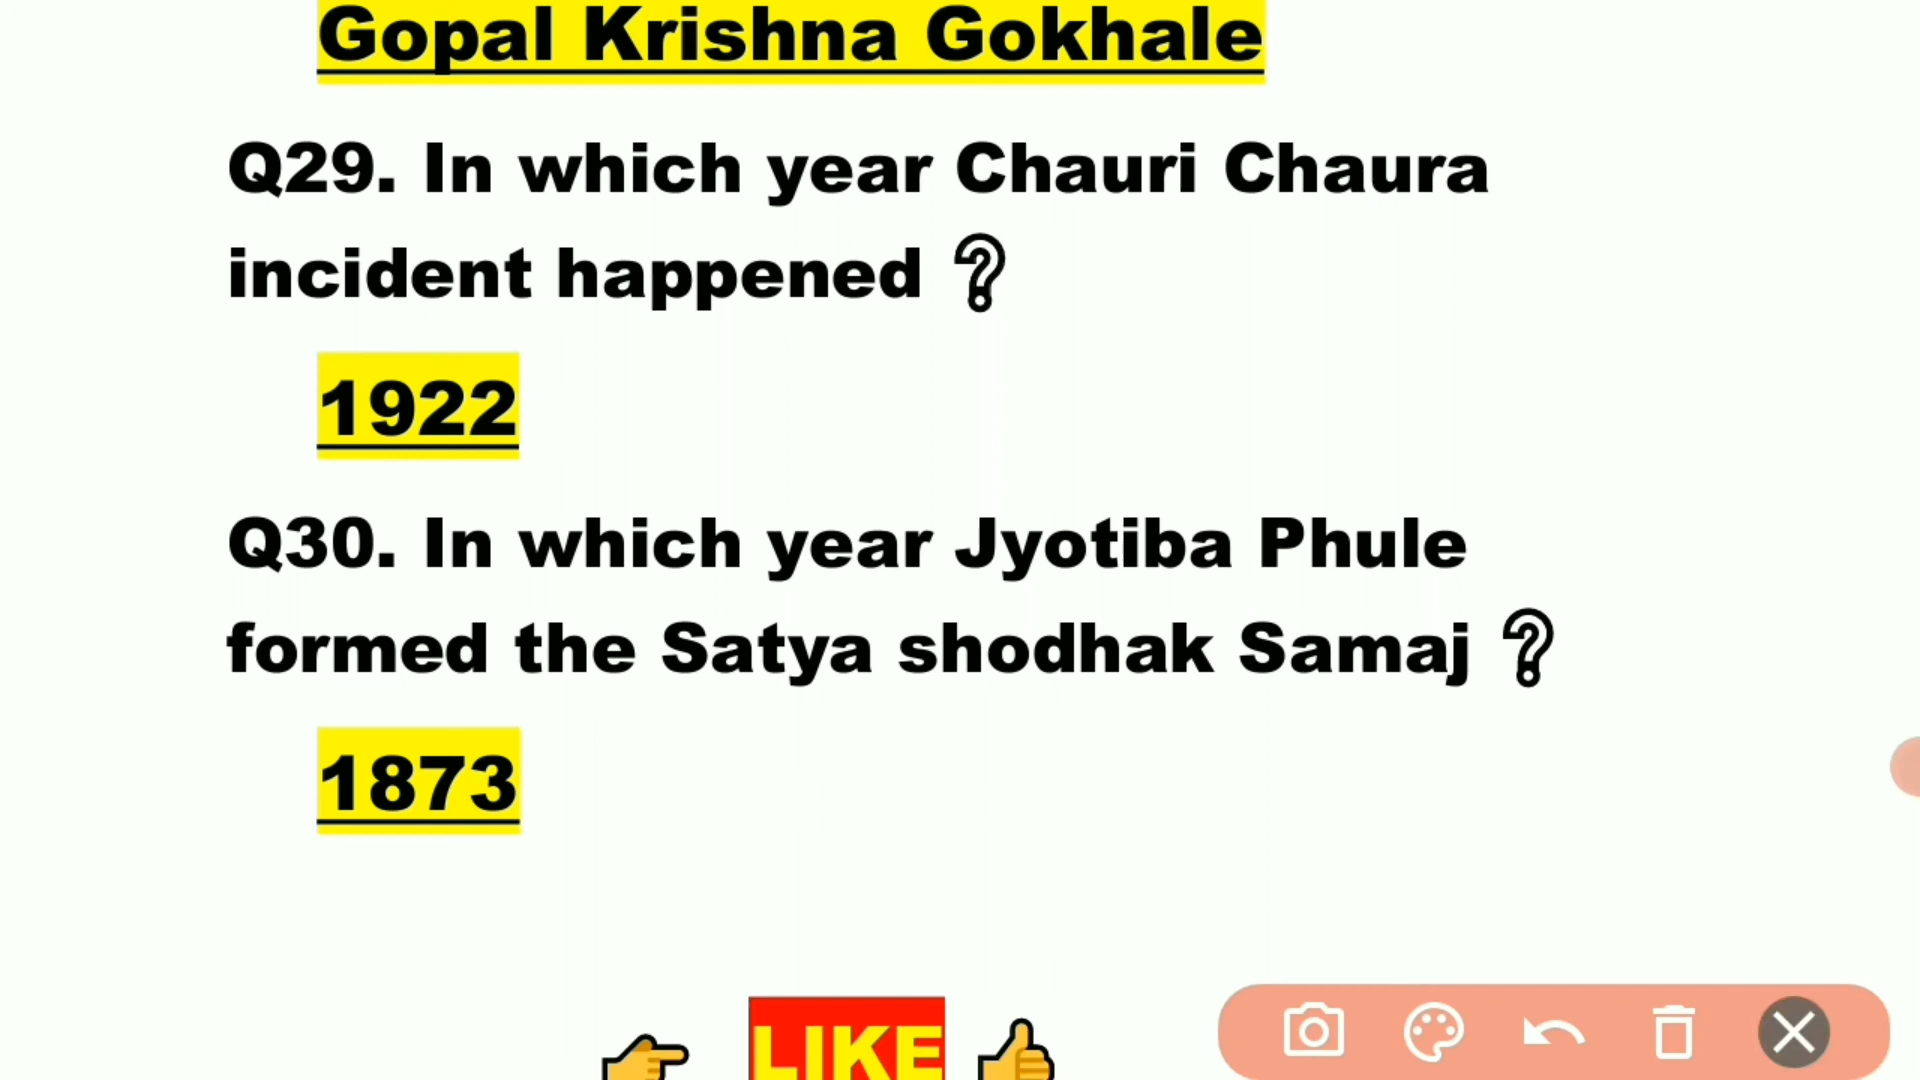 Gopal Krishna Gokhale
Q29. In which year Chauri Chaura
incident happened ?
1922
Q30. In which year Jyotiba Phule
formed the Satya shodhak Samaj ?
1873
LIKE